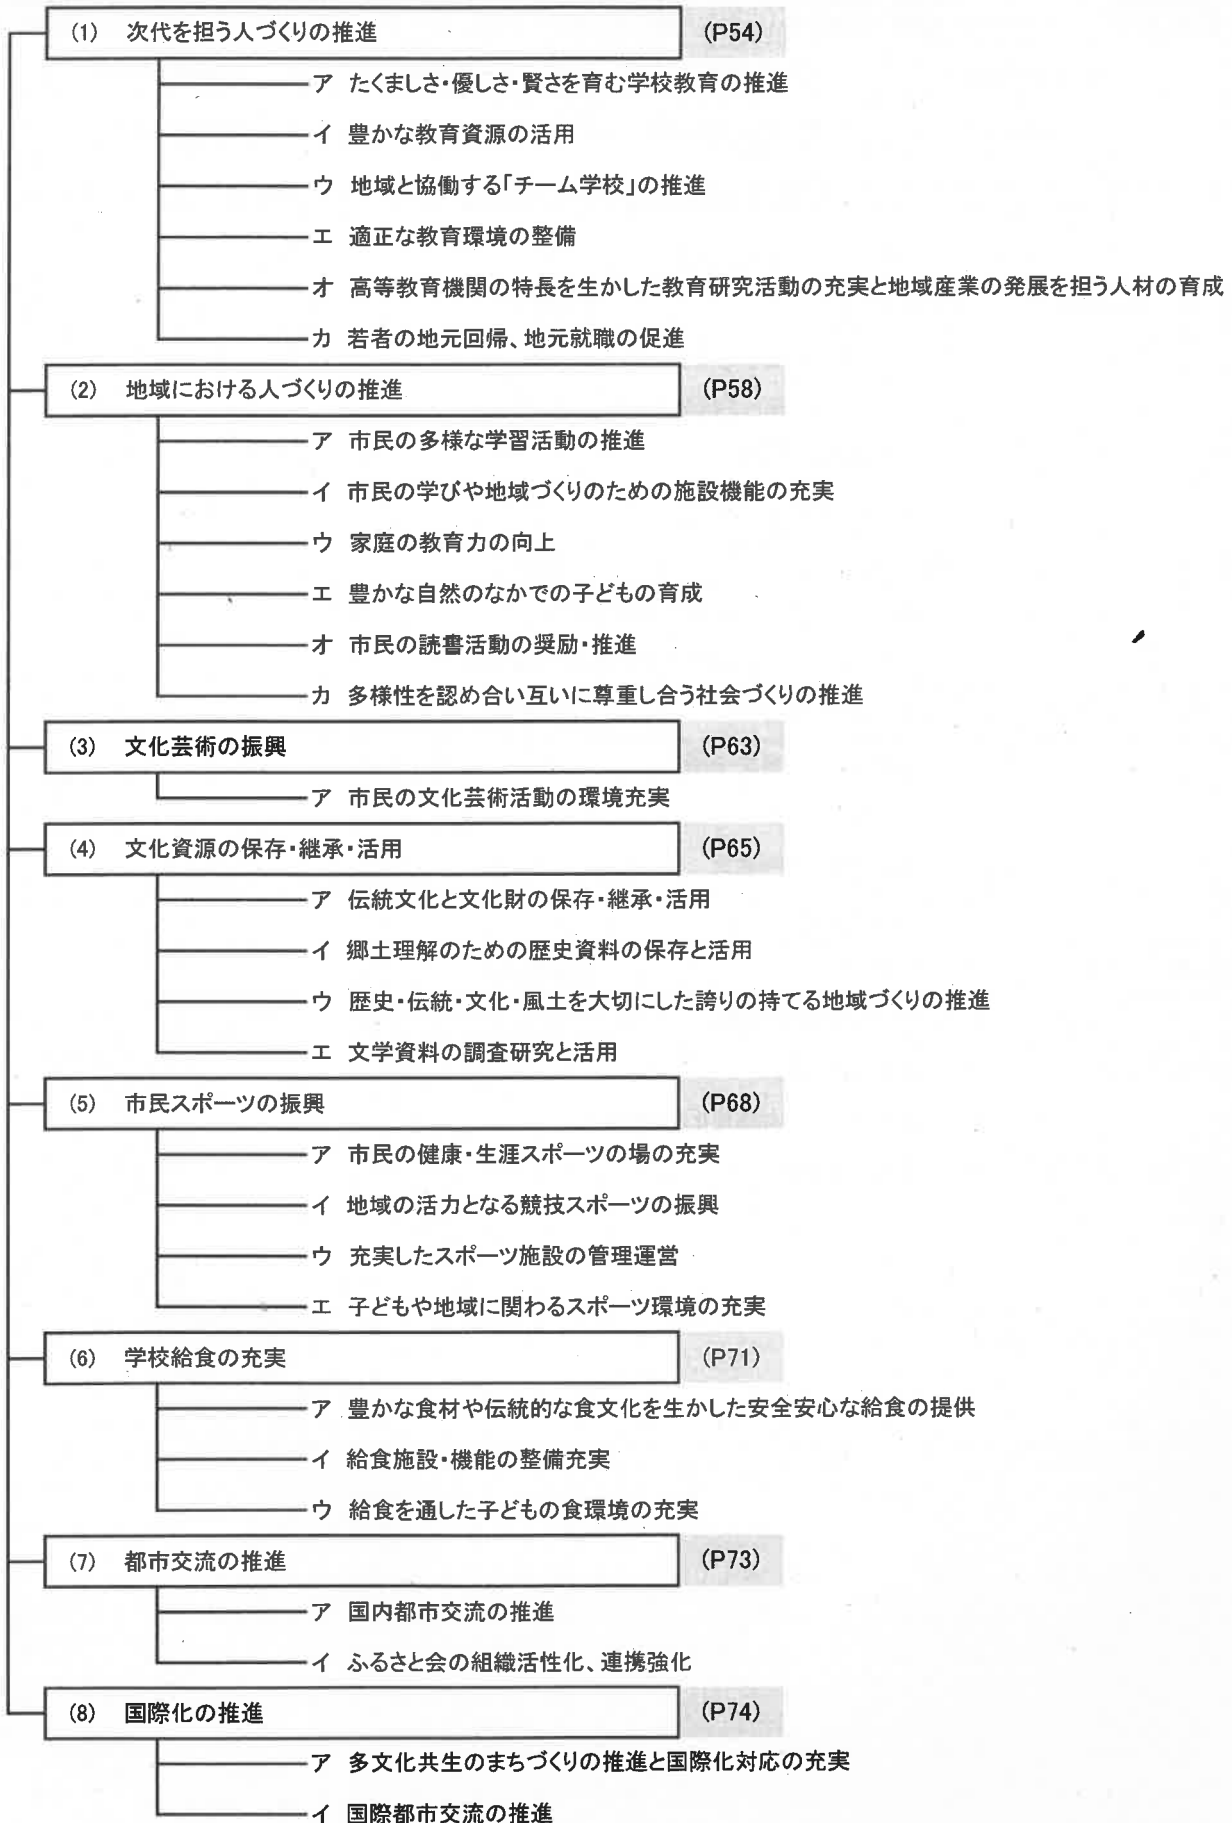 (1) 次代を担う人づくりの推進 (P54)
ア たくましさ・優しさ・賢さを育む学校教育の推進
イ 豊かな教育資源の活用
ウ 地域と協働する「チーム学校」の推進
エ 適正な教育環境の整備
オ 高等教育機関の特長を生かした教育研究活動の充実と地域産業の発展を担う人材の育成
カ 若者の地元回帰、地元就職の促進
(2) 地域における人づくりの推進 (P58)
ア 市民の多様な学習活動の推進
イ 市民の学びや地域づくりのための施設機能の充実
ウ 家庭の教育力の向上
エ 豊かな自然のなかでの子どもの育成
オ 市民の読書活動の奨励・推進
カ 多様性を認め合い互いに尊重し合う社会づくりの推進
(3) 文化芸術の振興 (P63)
ア 市民の文化芸術活動の環境充実
(4) 文化資源の保存・継承・活用 (P65)
ア 伝統文化と文化財の保存・継承・活用
イ 郷土理解のための歴史資料の保存と活用
ウ 歴史・伝統・文化・風土を大切にした誇りの持てる地域づくりの推進
エ 文学資料の調査研究と活用
(5) 市民スポーツの振興 (P68)
ア 市民の健康・生涯スポーツの場の充実
イ 地域の活力となる競技スポーツの振興
ウ 充実したスポーツ施設の管理運営
エ 子どもや地域に関わるスポーツ環境の充実
(6) 学校給食の充実 (P71)
ア 豊かな食材や伝統的な食文化を生かした安全安心な給食の提供
イ 給食施設・機能の整備充実
ウ 給食を通した子どもの食環境の充実
(7) 都市交流の推進 (P73)
ア 国内都市交流の推進
イ ふるさと会の組織活性化、連携強化
(8) 国際化の推進 (P74)
ア 多文化共生のまちづくりの推進と国際化対応の充実
イ 国際都市交流の推進